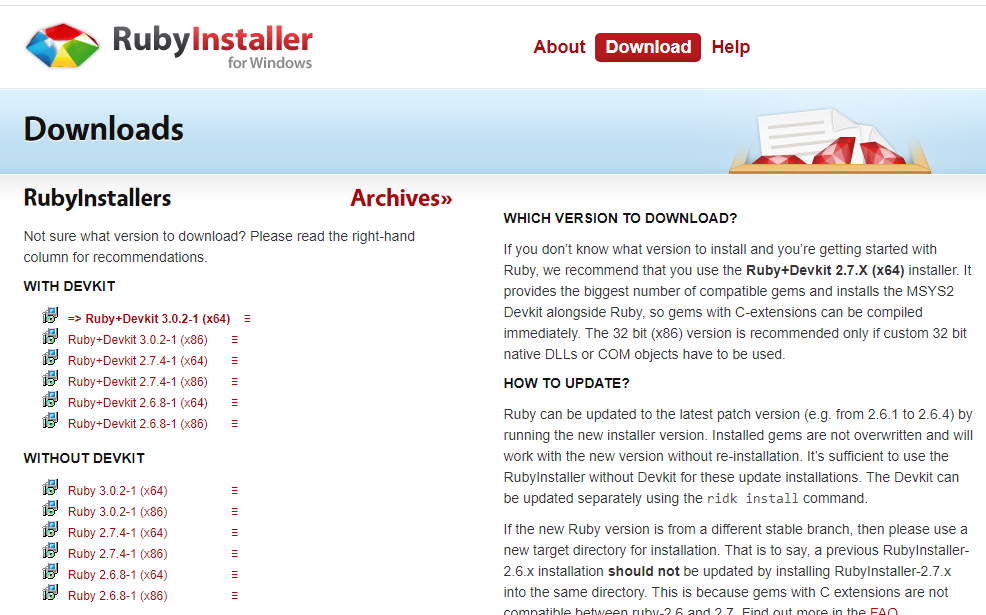 RubyInstaller
for Windows
About Download Help
Downloads
RubyInstallers Archives»
Not sure what version to download? Please read the right-hand
column for recommendations.
WITH DEVKIT
=> Ruby+Devkit 3.0.2-1 (x64) ≡
Ruby+Devkit 3.0.2-1 (x86) ≡
Ruby+Devkit 2.7.4-1 (x64) ≡
Ruby+Devkit 2.7.4-1 (x86) ≡
Ruby+Devkit 2.6.8-1 (x64) ≡
Ruby+Devkit 2.6.8-1 (x86) ≡
WITHOUT DEVKIT
Ruby 3.0.2-1 (x64) ≡
Ruby 3.0.2-1 (x86) ≡
Ruby 2.7.4-1 (x64) ≡
Ruby 2.7.4-1 (x86) ≡
Ruby 2.6.8-1 (x64) ≡
Ruby 2.6.8-1 (x86) ≡
WHICH VERSION TO DOWNLOAD?
If you don’t know what version to install and you’re getting started with
Ruby, we recommend that you use the Ruby+Devkit 2.7.X (x64) installer. It
provides the biggest number of compatible gems and installs the MSYS2
Devkit alongside Ruby, so gems with C-extensions can be compiled
immediately. The 32 bit (x86) version is recommended only if custom 32 bit
native DLLs or COM objects have to be used.
HOW TO UPDATE?
Ruby can be updated to the latest patch version (e.g. from 2.6.1 to 2.6.4) by
running the new installer version. Installed gems are not overwritten and will
work with the new version without re-installation. It’s sufficient to use the
RubyInstaller without Devkit for these update installations. The Devkit can
be updated separately using the ridk install command.
If the new Ruby version is from a different stable branch, then please use a
new target directory for installation. That is to say, a previous RubyInstaller-
2.6.x installation should not be updated by installing RubyInstaller-2.7.x
into the same directory. This is because gems with C extensions are not
compatible between ruby-2.6 and 2.7. Find out more in the FAQ.